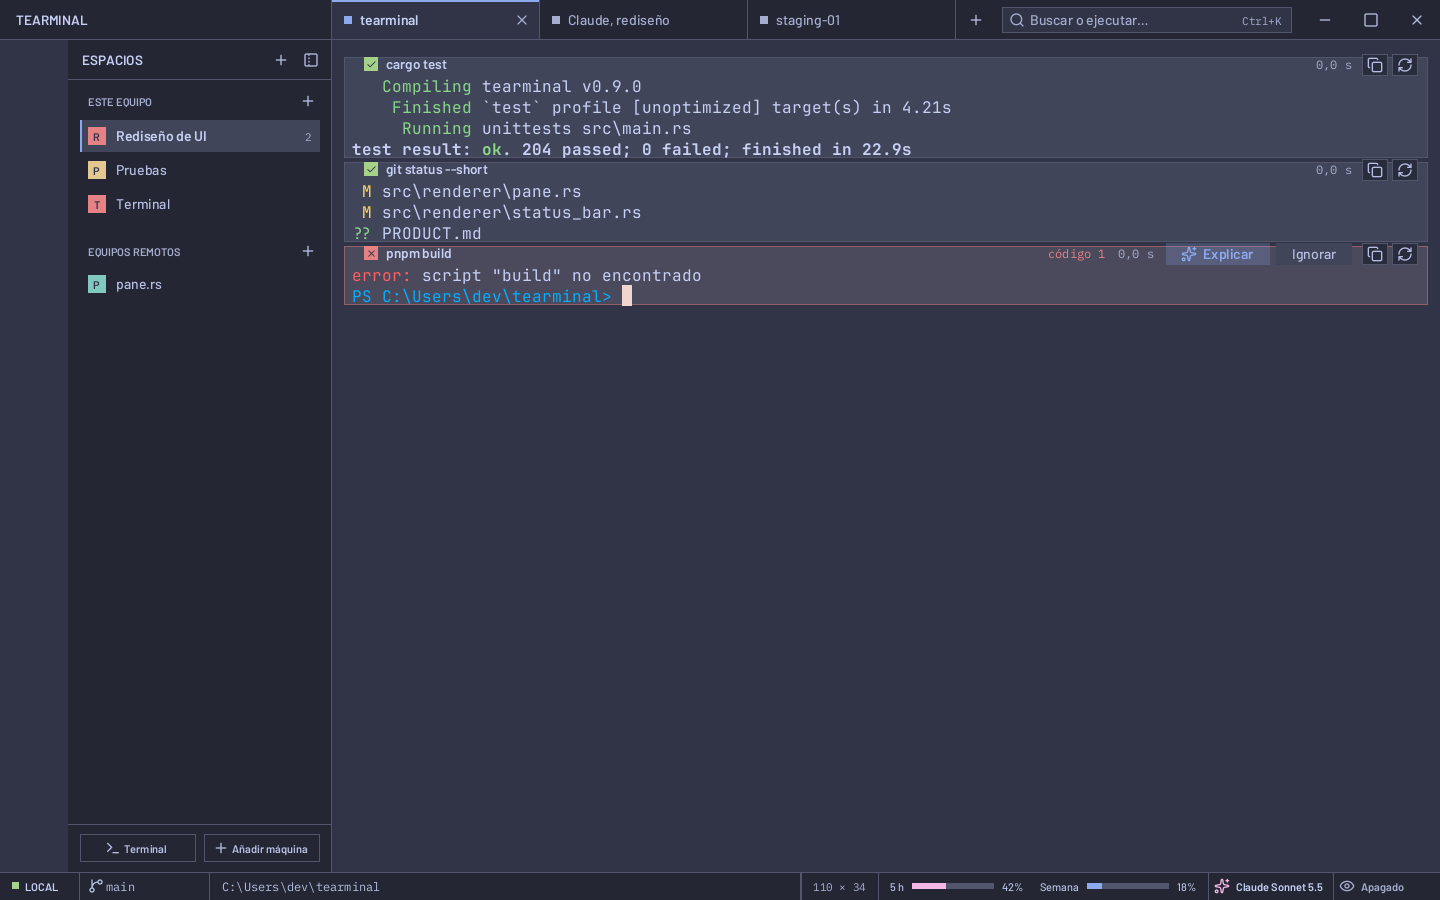 TEARMINAL
tearminal
Claude, rediseño
staging-01
Buscar o ejecutar...
Ctrl+K
ESPACIOS
ESTE EQUIPO
R Rediseño de UI 2
P Pruebas
T Terminal
EQUIPOS REMOTOS
P pane.rs
Terminal
Añadir máquina
cargo test 0,0 s
Compiling tearminal v0.9.0
Finished `test` profile [unoptimized] target(s) in 4.21s
Running unittests src\main.rs
test result: ok. 204 passed; 0 failed; finished in 22.9s
git status --short 0,0 s
M src\renderer\pane.rs
M src\renderer\status_bar.rs
?? PRODUCT.md
pnpm build código 1 0,0 s Explicar Ignorar
error: script "build" no encontrado
PS C:\Users\dev\tearminal>
LOCAL
main
C:\Users\dev\tearminal
110 × 34
5 h 42%
Semana 18%
Claude Sonnet 5.5
Apagado